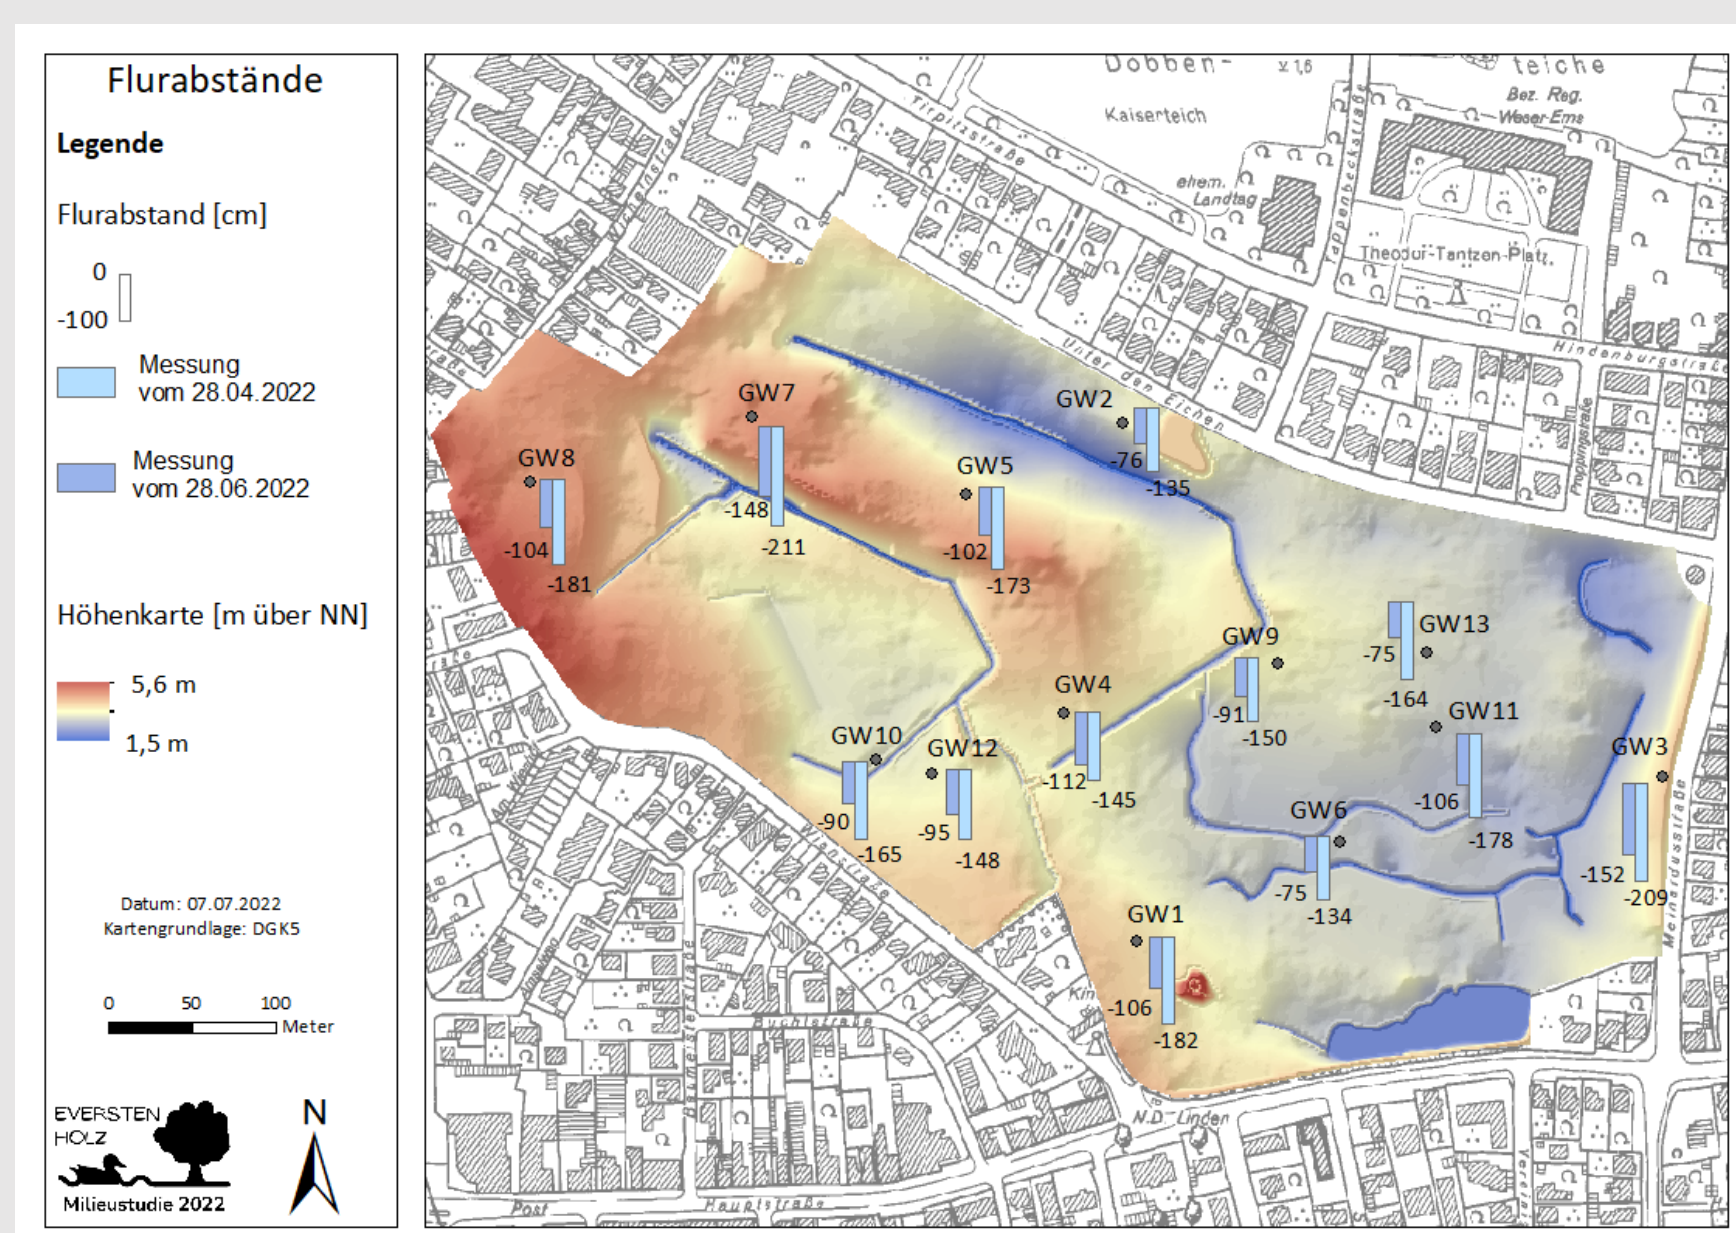 Flurabstände
Legende
Flurabstand [cm]
0
-100
Messung
vom 28.04.2022
Messung
vom 28.06.2022
Höhenkarte [m über NN]
5,6 m
1,5 m
Datum: 07.07.2022
Kartengrundlage: DGK5
0 50 100
Meter
EVERSTEN
HOLZ
Milieustudie 2022
N
Dobben-
teiche
Kaiserteich
Bez. Reg.
Weser-Ems
Tirpitzstraße
ehem.
Landtag
Theodor-Tantzen-Platz
Hindenburgstraße
Unter den Eichen
GW7
-148
-211
GW2
-76
-135
GW8
-104
-181
GW5
-102
-173
GW9
-91
-150
GW13
-75
-164
GW4
-112
-145
GW11
-106
-178
GW10
-90
-165
GW12
-95
-148
GW3
-152
-209
GW6
-75
-134
GW1
-106
-182
Meinardusstraße
N.D. Linden
Hauptstraße
Post